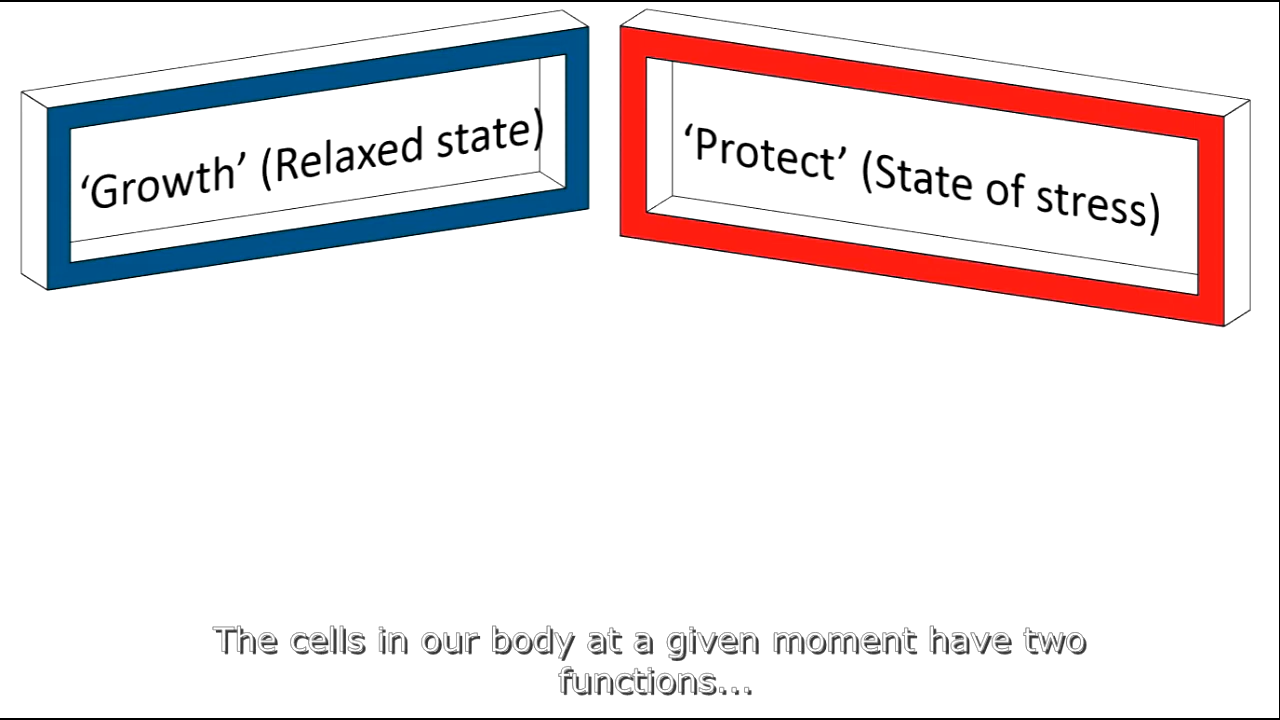 ‘Growth’ (Relaxed state)
‘Protect’ (State of stress)
The cells in our body at a given moment have two
functions...